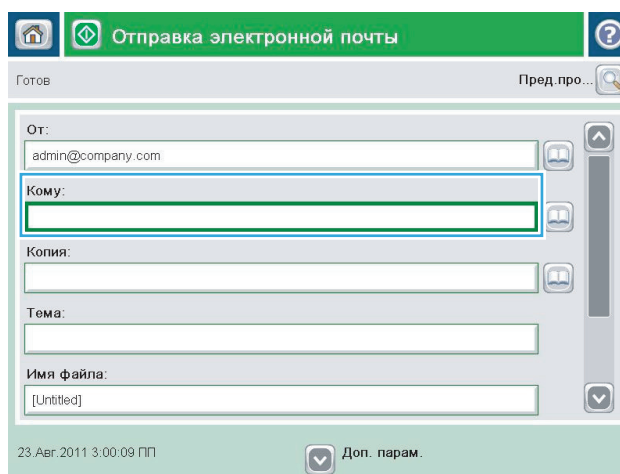 Отправка электронной почты
Готов
Пред.про...
От:
admin@company.com
Кому:
Копия:
Тема:
Имя файла:
[Untitled]
23.Авг.2011 3:00:09 ПП
Доп. парам.